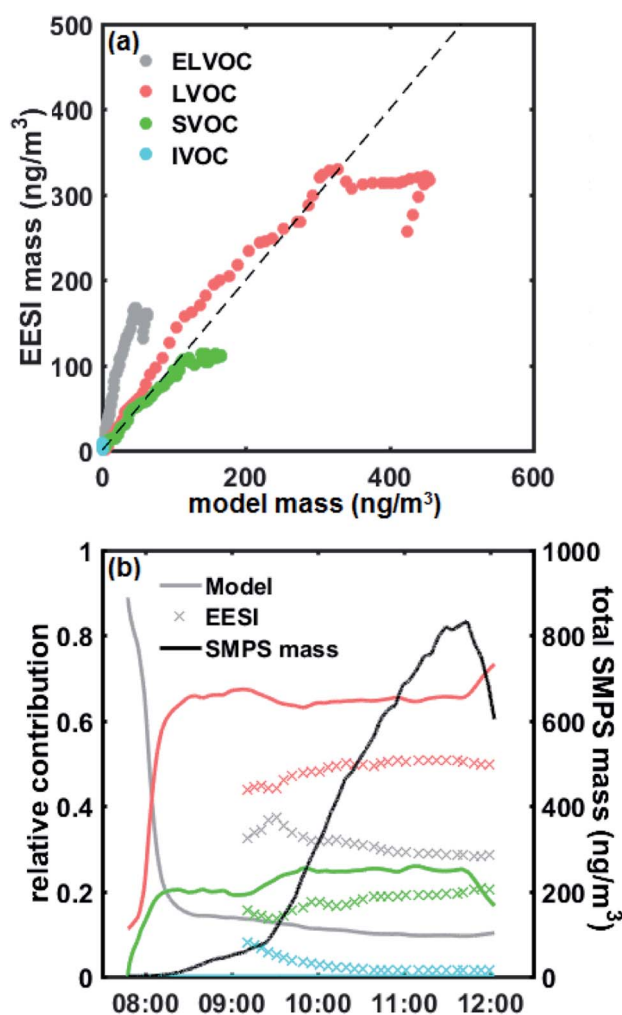 (a)
500
400
300
200
100
0
EESI mass (ng/m³)
ELVOC
LVOC
SVOC
IVOC
0 200 400 600
model mass (ng/m³)
(b)
1
0.8
0.6
0.4
0.2
0
relative contribution
Model
EESI
SMPS mass
1000
800
600
400
200
0
total SMPS mass (ng/m³)
08:00 09:00 10:00 11:00 12:00